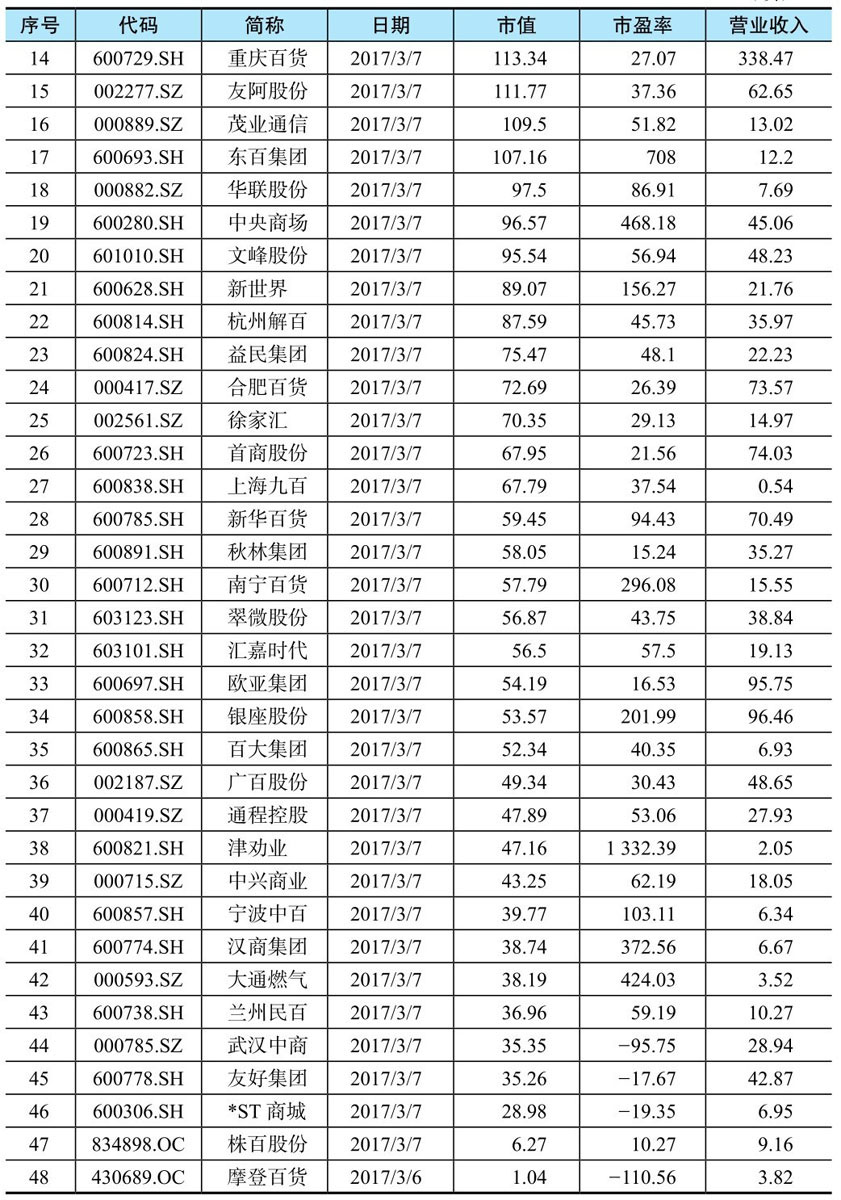 序号 代码 简称 日期 市值 市盈率 营业收入
14 600729.SH 重庆百货 2017/3/7 113.34 27.07 338.47
15 002277.SZ 友阿股份 2017/3/7 111.77 37.36 62.65
16 000889.SZ 茂业通信 2017/3/7 109.5 51.82 13.02
17 600693.SH 东百集团 2017/3/7 107.16 708 12.2
18 000882.SZ 华联股份 2017/3/7 97.5 86.91 7.69
19 600280.SH 中央商场 2017/3/7 96.57 468.18 45.06
20 601010.SH 文峰股份 2017/3/7 95.54 56.94 48.23
21 600628.SH 新世界 2017/3/7 89.07 156.27 21.76
22 600814.SH 杭州解百 2017/3/7 87.59 45.73 35.97
23 600824.SH 益民集团 2017/3/7 75.47 48.1 22.23
24 000417.SZ 合肥百货 2017/3/7 72.69 26.39 73.57
25 002561.SZ 徐家汇 2017/3/7 70.35 29.13 14.97
26 600723.SH 首商股份 2017/3/7 67.95 21.56 74.03
27 600838.SH 上海九百 2017/3/7 67.79 37.54 0.54
28 600785.SH 新华百货 2017/3/7 59.45 94.43 70.49
29 600891.SH 秋林集团 2017/3/7 58.05 15.24 35.27
30 600712.SH 南宁百货 2017/3/7 57.79 296.08 15.55
31 603123.SH 翠微股份 2017/3/7 56.87 43.75 38.84
32 603101.SH 汇嘉时代 2017/3/7 56.5 57.5 19.13
33 600697.SH 欧亚集团 2017/3/7 54.19 16.53 95.75
34 600858.SH 银座股份 2017/3/7 53.57 201.99 96.46
35 600865.SH 百大集团 2017/3/7 52.34 40.35 6.93
36 002187.SZ 广百股份 2017/3/7 49.34 30.43 48.65
37 000419.SZ 通程控股 2017/3/7 47.89 53.06 27.93
38 600821.SH 津劝业 2017/3/7 47.16 1 332.39 2.05
39 000715.SZ 中兴商业 2017/3/7 43.25 62.19 18.05
40 600857.SH 宁波中百 2017/3/7 39.77 103.11 6.34
41 600774.SH 汉商集团 2017/3/7 38.74 372.56 6.67
42 000593.SZ 大通燃气 2017/3/7 38.19 424.03 3.52
43 600738.SH 兰州民百 2017/3/7 36.96 59.19 10.27
44 000785.SZ 武汉中商 2017/3/7 35.35 −95.75 28.94
45 600778.SH 友好集团 2017/3/7 35.26 −17.67 42.87
46 600306.SH *ST 商城 2017/3/7 28.98 −19.35 6.95
47 834898.OC 株百股份 2017/3/7 6.27 10.27 9.16
48 430689.OC 摩登百货 2017/3/6 1.04 −110.56 3.82